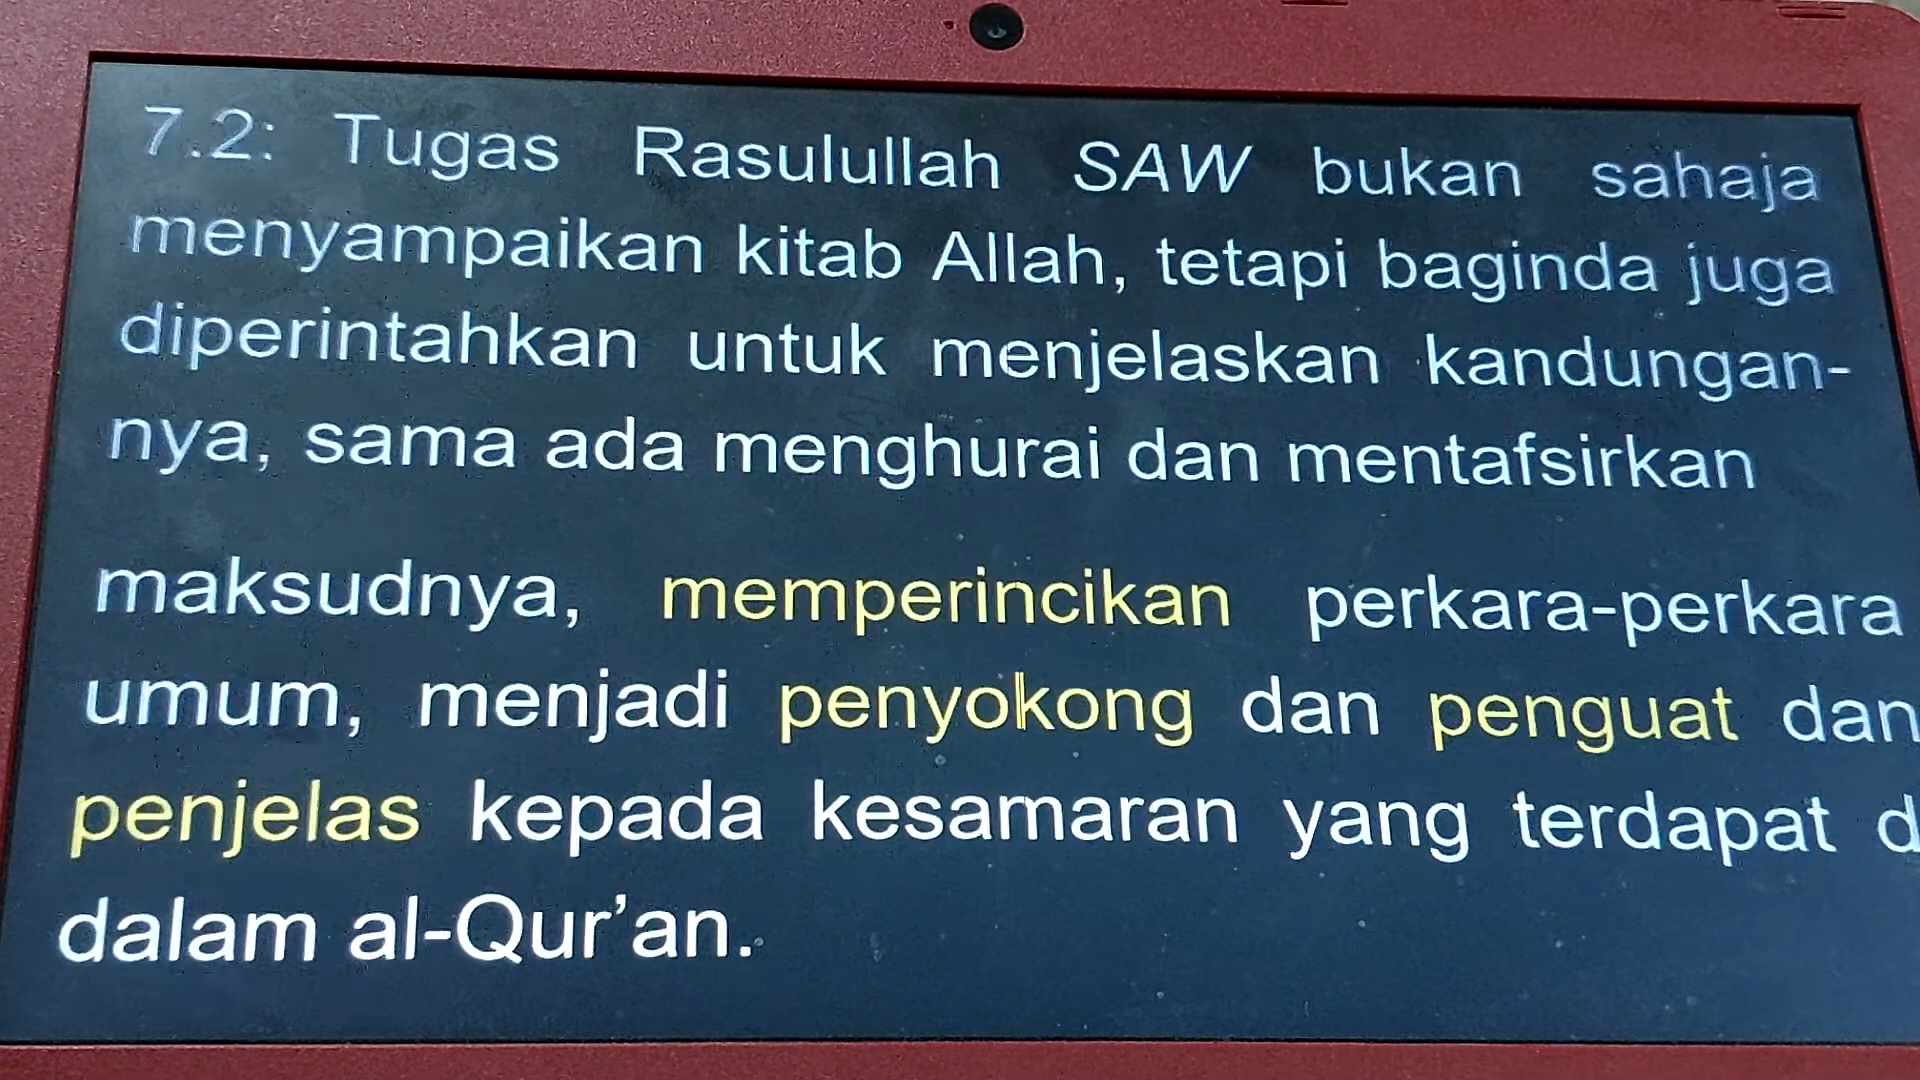 7.2: Tugas Rasulullah SAW bukan sahaja
menyampaikan kitab Allah, tetapi baginda juga
diperintahkan untuk menjelaskan kandungan-
nya, sama ada menghurai dan mentafsirkan
maksudnya, memperincikan perkara-perkara
umum, menjadi penyokong dan penguat dan
penjelas kepada kesamaran yang terdapat d
dalam al-Qur’an.